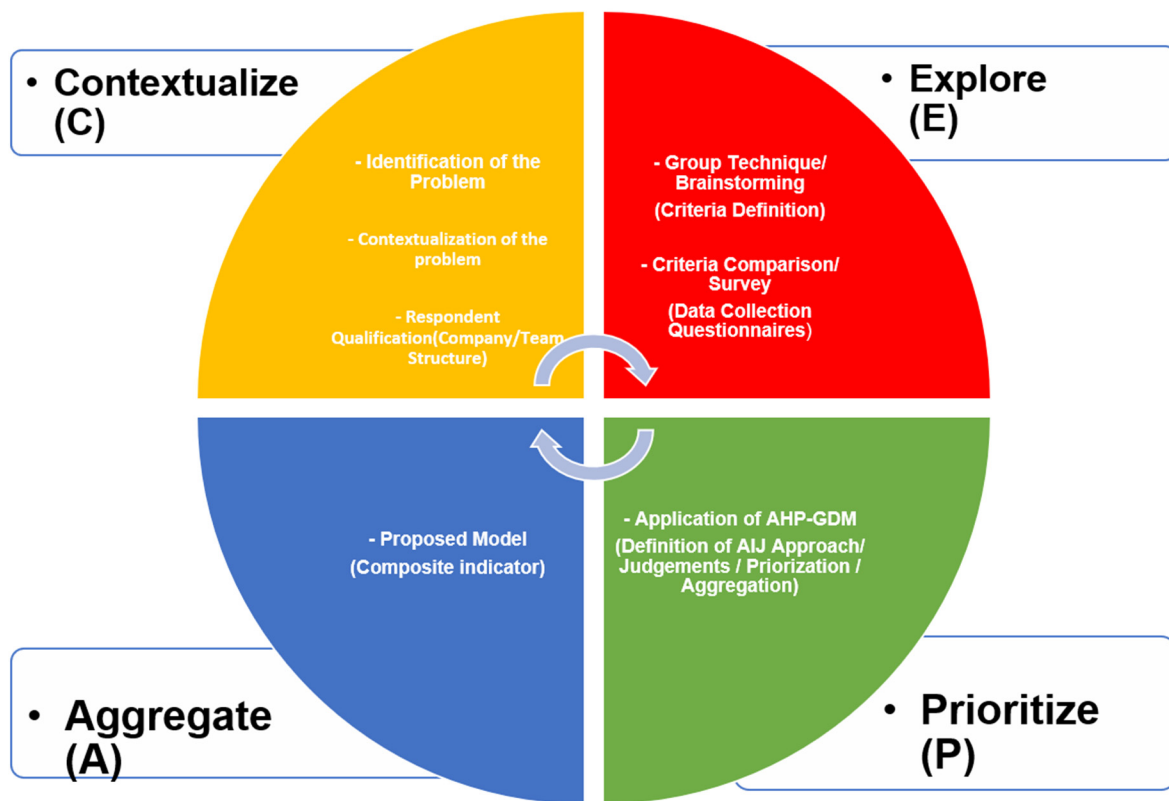 • Contextualize
(C)
- Identification of the
Problem
- Contextualization of the
problem
- Respondent
Qualification(Company/Team
Structure)
• Explore
(E)
- Group Technique/
Brainstorming
(Criteria Definition)
- Criteria Comparison/
Survey
(Data Collection
Questionnaires)
- Proposed Model
(Composite indicator)
• Aggregate
(A)
- Application of AHP-GDM
(Definition of AIJ Approach/
Judgements / Priorization /
Aggregation)
• Prioritize
(P)